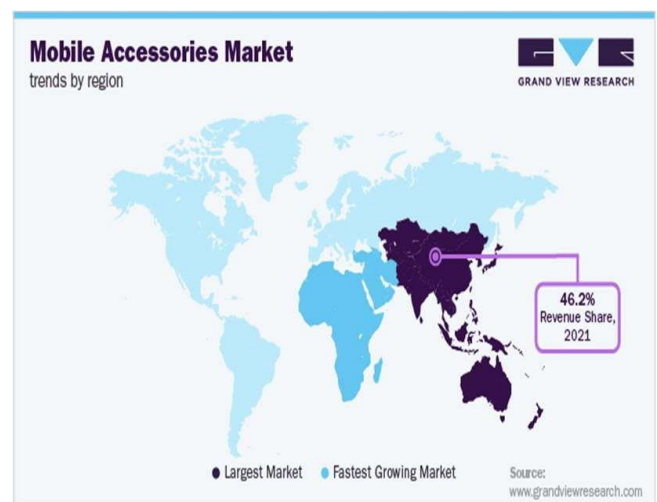 Mobile Accessories Market
trends by region
GRAND VIEW RESEARCH
46.2%
Revenue Share,
2021
Largest Market
Fastest Growing Market
Source:
www.grandviewresearch.com